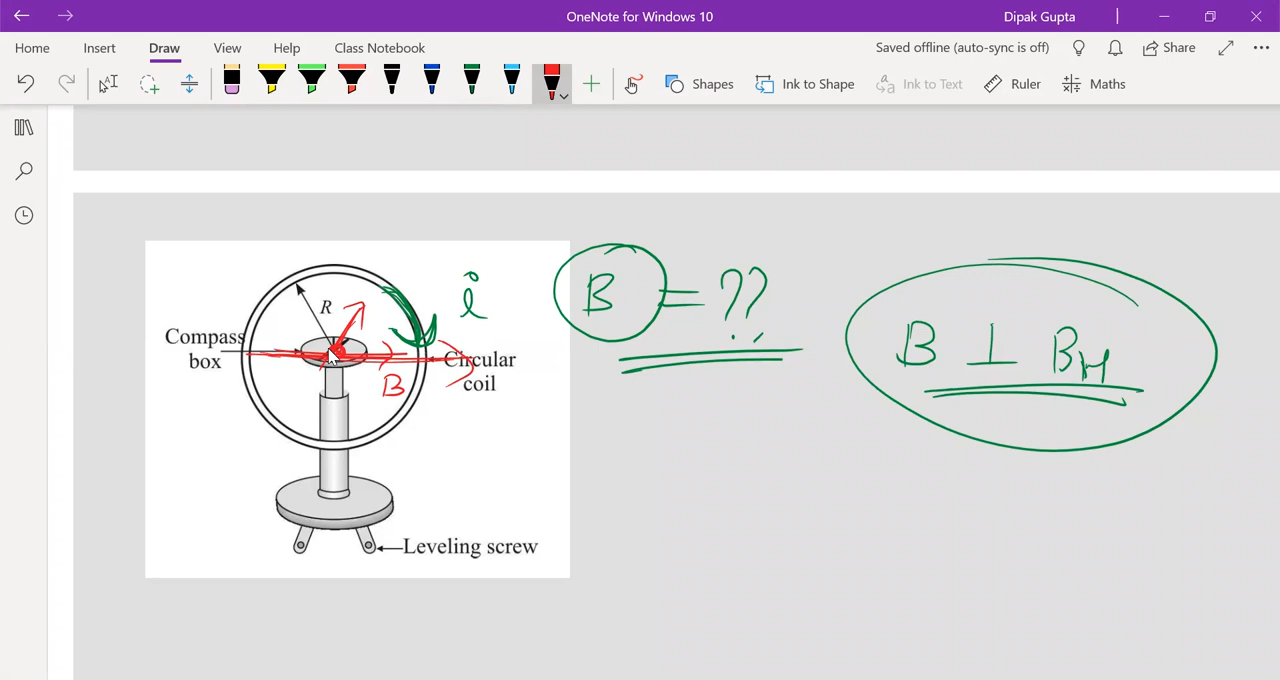 OneNote for Windows 10
Dipak Gupta
Home Insert Draw View Help Class Notebook
Saved offline (auto-sync is off)
Share
Shapes
Ink to Shape
Ink to Text
Ruler
Maths
R
Compass
box
Circular
coil
Leveling screw
i
B
B = ??
B ⊥ B_H